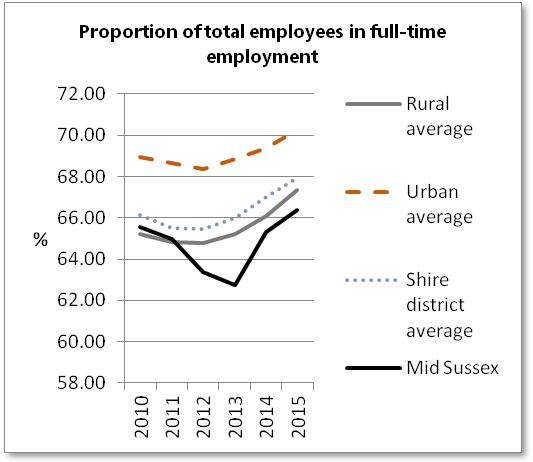 Proportion of total employees in full-time
employment
72.00
70.00
68.00
66.00
64.00
62.00
60.00
58.00
%
2010
2011
2012
2013
2014
2015
Rural
average
Urban
average
Shire
district
average
Mid Sussex